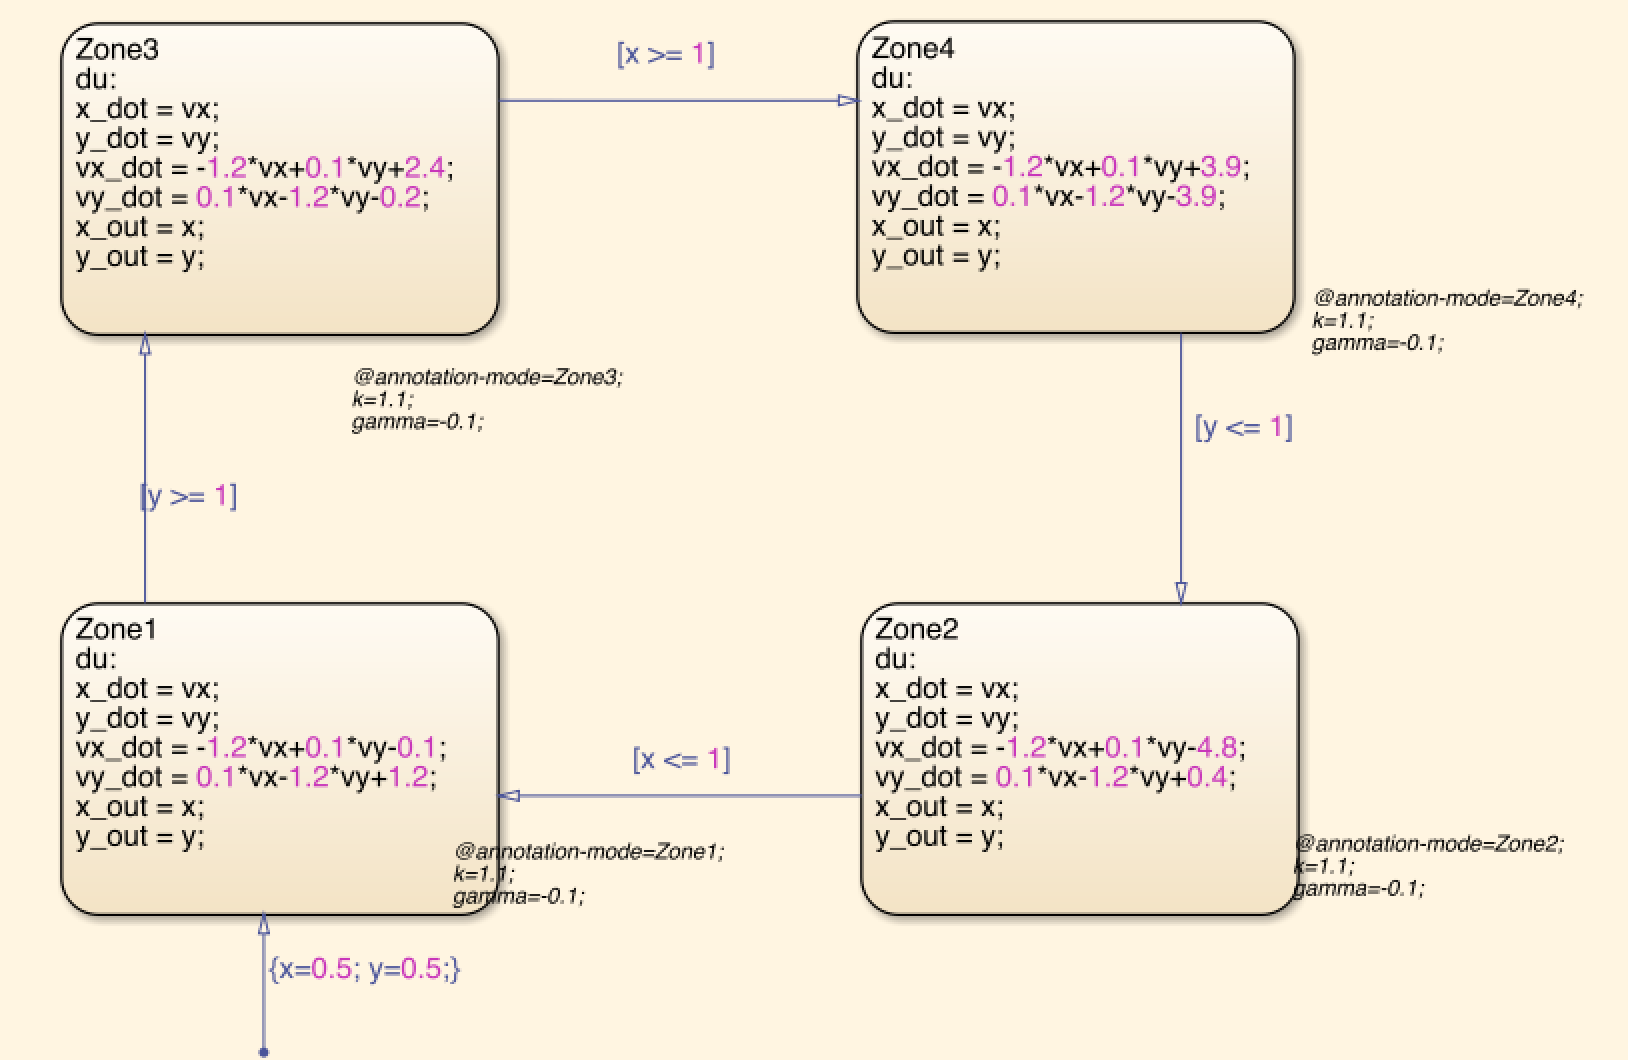 Zone3
du:
x_dot = vx;
y_dot = vy;
vx_dot = -1.2*vx+0.1*vy+2.4;
vy_dot = 0.1*vx-1.2*vy-0.2;
x_out = x;
y_out = y;
[x >= 1]
Zone4
du:
x_dot = vx;
y_dot = vy;
vx_dot = -1.2*vx+0.1*vy+3.9;
vy_dot = 0.1*vx-1.2*vy-3.9;
x_out = x;
y_out = y;
@annotation-mode=Zone4;
k=1.1;
gamma=-0.1;
@annotation-mode=Zone3;
k=1.1;
gamma=-0.1;
[y <= 1]
[y >= 1]
Zone1
du:
x_dot = vx;
y_dot = vy;
vx_dot = -1.2*vx+0.1*vy-0.1;
vy_dot = 0.1*vx-1.2*vy+1.2;
x_out = x;
y_out = y;
@annotation-mode=Zone1;
k=1.1;
gamma=-0.1;
[x <= 1]
Zone2
du:
x_dot = vx;
y_dot = vy;
vx_dot = -1.2*vx+0.1*vy-4.8;
vy_dot = 0.1*vx-1.2*vy+0.4;
x_out = x;
y_out = y;
@annotation-mode=Zone2;
k=1.1;
gamma=-0.1;
{x=0.5; y=0.5;}